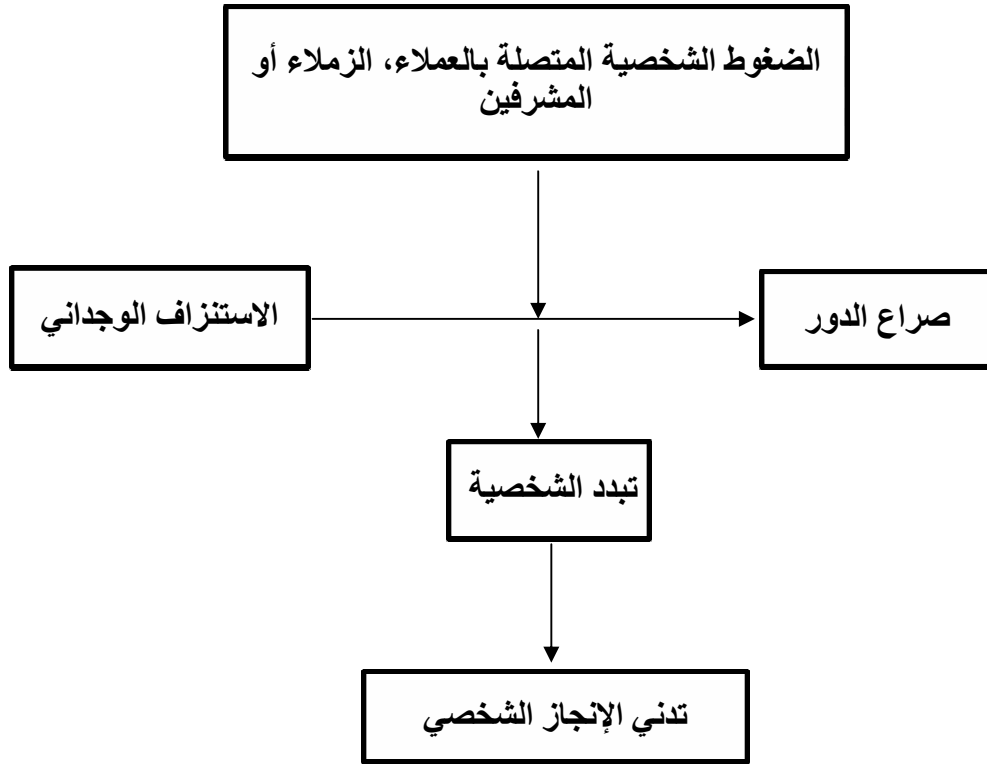 الضغوط الشخصية المتصلة بالعملاء، الزملاء أو
المشرفين
صراع الدور
الاستنزاف الوجداني
تبدد الشخصية
تدني الإنجاز الشخصي